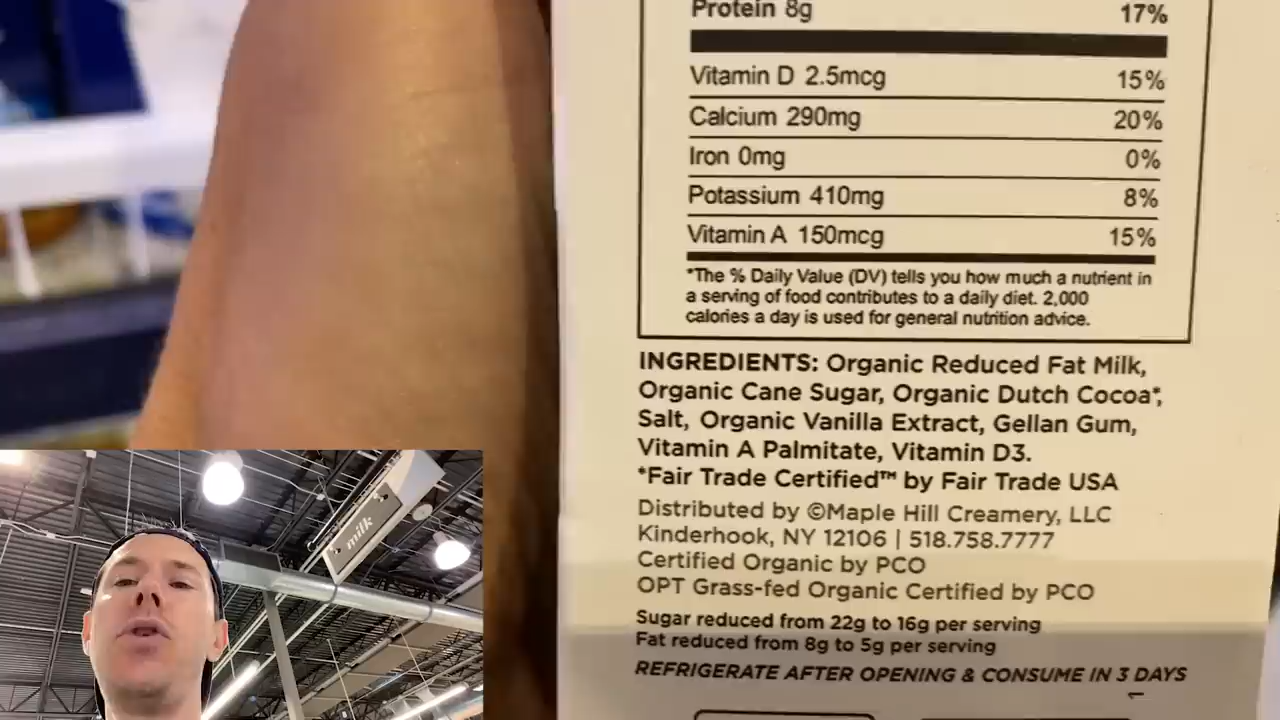 Protein 8g 17%
Vitamin D 2.5mcg 15%
Calcium 290mg 20%
Iron 0mg 0%
Potassium 410mg 8%
Vitamin A 150mcg 15%
*The % Daily Value (DV) tells you how much a nutrient in
a serving of food contributes to a daily diet. 2,000
calories a day is used for general nutrition advice.
INGREDIENTS: Organic Reduced Fat Milk,
Organic Cane Sugar, Organic Dutch Cocoa*,
Salt, Organic Vanilla Extract, Gellan Gum,
Vitamin A Palmitate, Vitamin D3.
*Fair Trade Certified™ by Fair Trade USA
Distributed by ©Maple Hill Creamery, LLC
Kinderhook, NY 12106 | 518.758.7777
Certified Organic by PCO
OPT Grass-fed Organic Certified by PCO
Sugar reduced from 22g to 16g per serving
Fat reduced from 8g to 5g per serving
REFRIGERATE AFTER OPENING & CONSUME IN 3 DAYS
milk